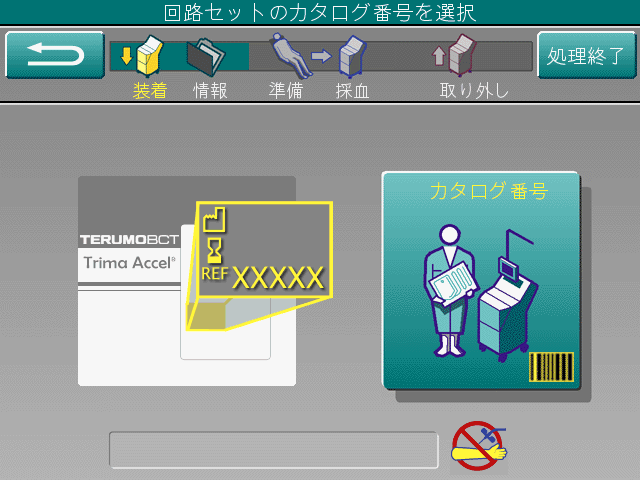 回路セットのカタログ番号を選択
処理終了
装着
情報
準備
採血
取り外し
カタログ番号
TERUMOBCT
Trima Accel®
REF XXXXX